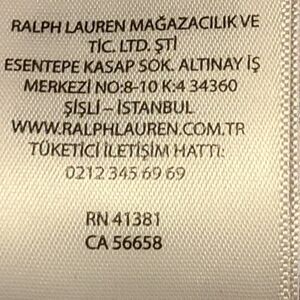 RALPH LAUREN MAĞAZACILIK VE
TİC. LTD. ŞTİ
ESENTEPE KASAP SOK. ALTINAY İŞ
MERKEZİ NO:8-10 K:4 34360
ŞİŞLİ – İSTANBUL
WWW.RALPHLAUREN.COM.TR
TÜKETİCİ İLETİŞİM HATTI:
0212 345 69 69
RN 41381
CA 56658